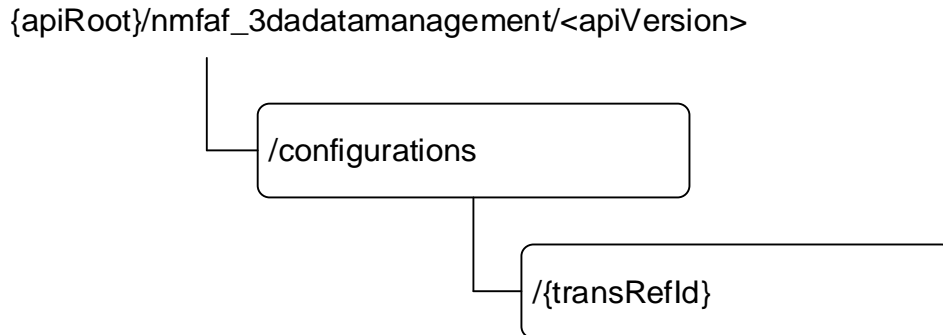 {apiRoot}/nmfaf_3dadatamanagement/<apiVersion>
/configurations
/{transRefId}